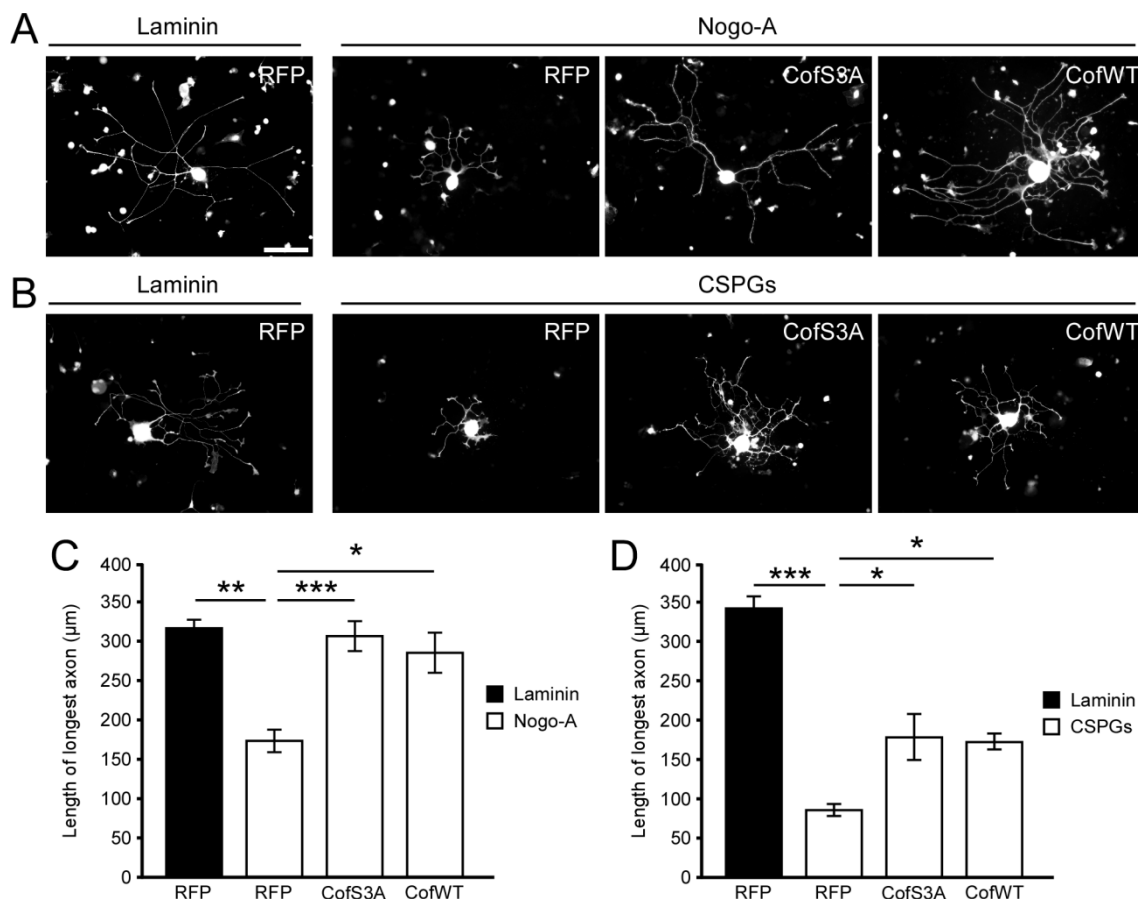 A
Laminin
Nogo-A
RFP
RFP
CofS3A
CofWT
B
Laminin
CSPGs
RFP
RFP
CofS3A
CofWT
C
Length of longest axon (µm)
400
350
300
250
200
150
100
50
0
**
***
*
Laminin
Nogo-A
RFP
RFP
CofS3A
CofWT
D
Length of longest axon (µm)
400
350
300
250
200
150
100
50
0
***
*
*
Laminin
CSPGs
RFP
RFP
CofS3A
CofWT